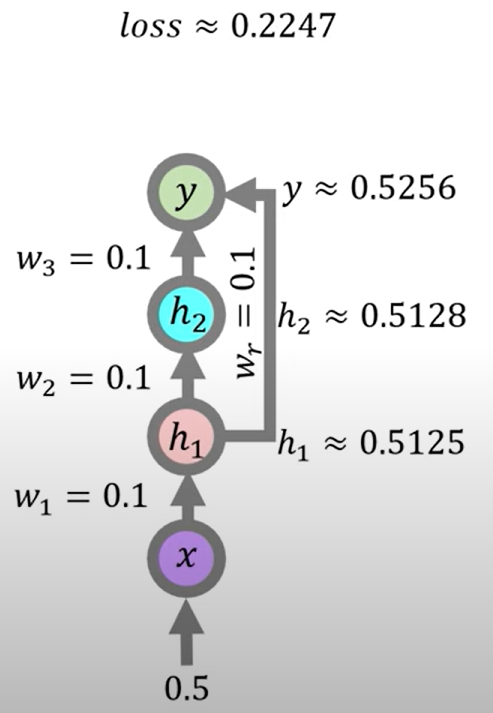 loss ≈ 0.2247
y
y ≈ 0.5256
w₃ = 0.1
wᵣ = 0.1
h₂
h₂ ≈ 0.5128
w₂ = 0.1
h₁
h₁ ≈ 0.5125
w₁ = 0.1
x
0.5